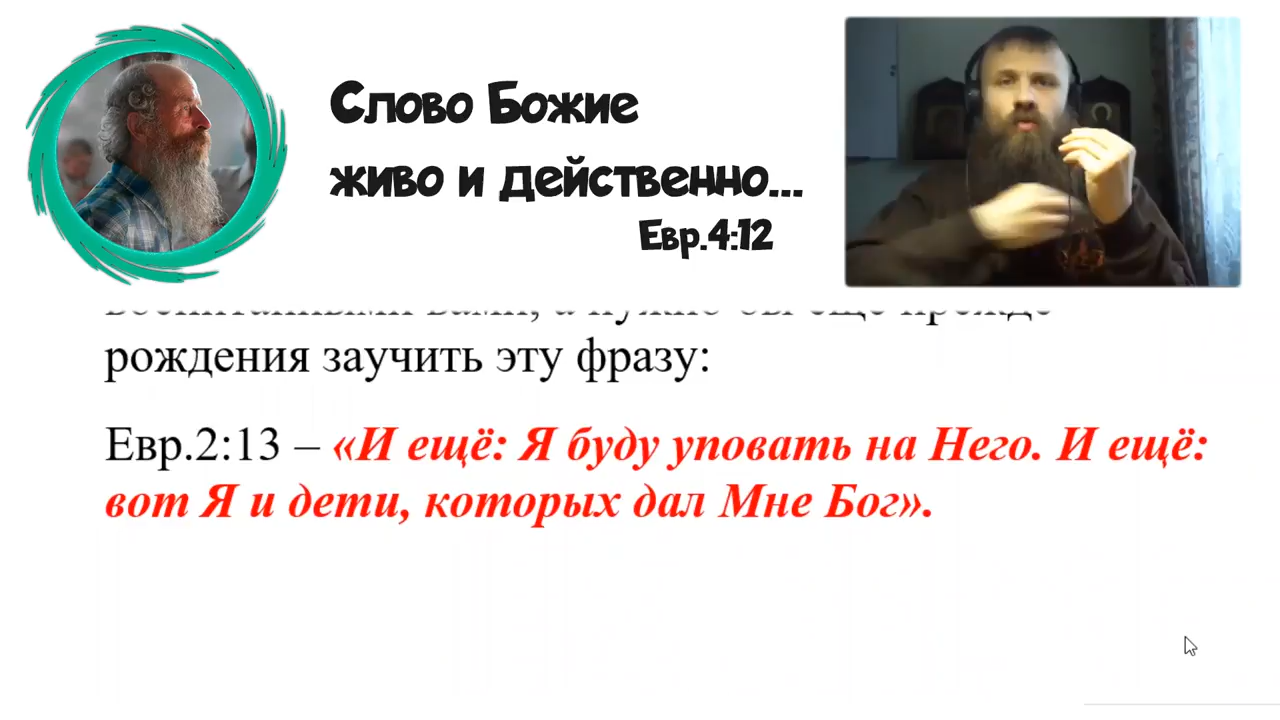 Слово Божие
живо и действенно...
Евр.4:12
рождения заучить эту фразу:
Евр.2:13 – «И ещё: Я буду уповать на Него. И ещё:
вот Я и дети, которых дал Мне Бог».